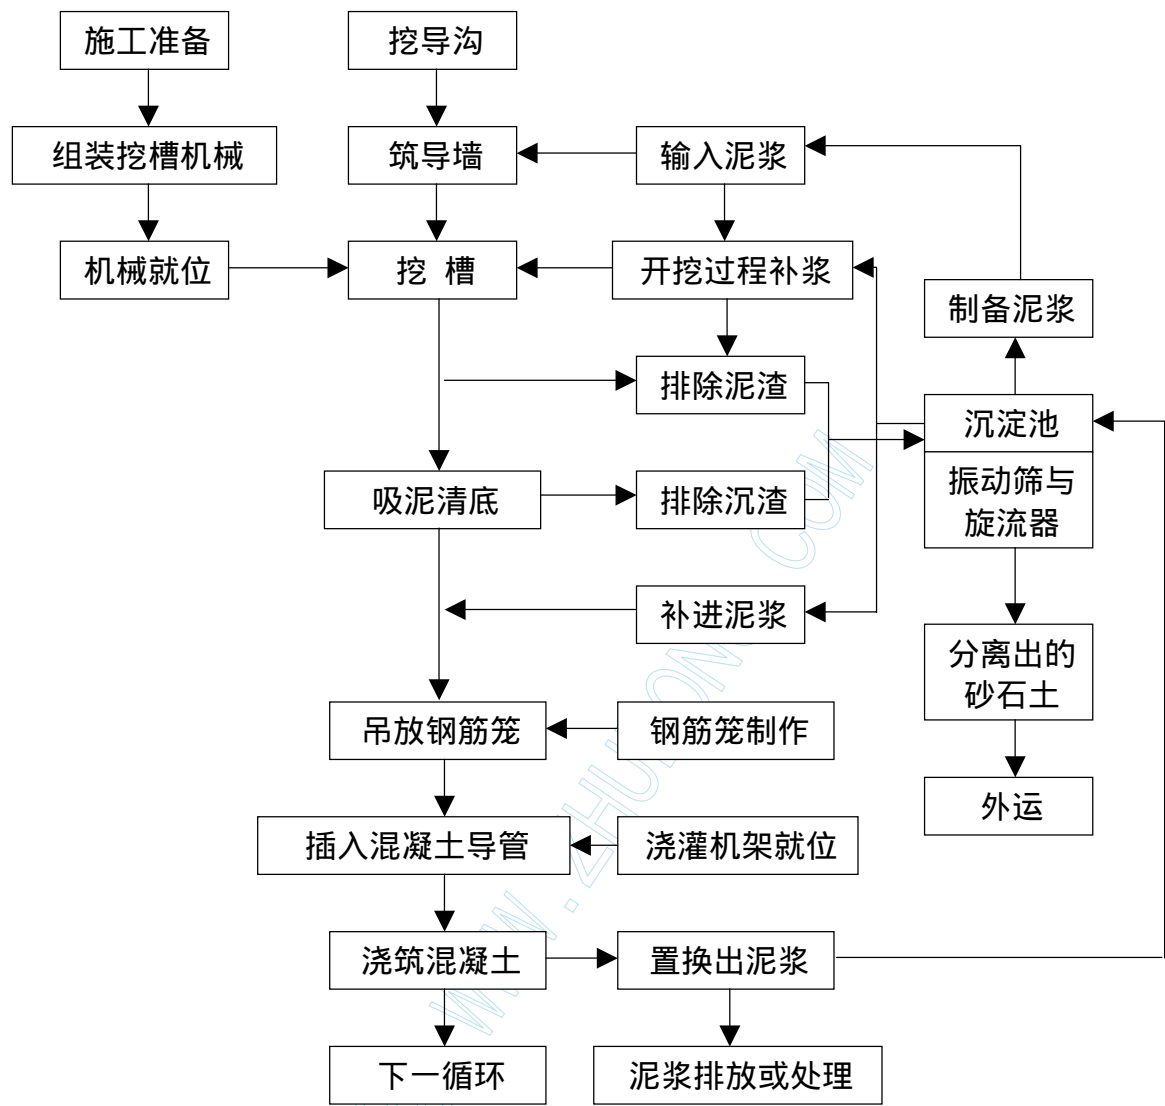 施工准备
挖导沟
组装挖槽机械
筑导墙
输入泥浆
机械就位
挖 槽
开挖过程补浆
制备泥浆
排除泥渣
沉淀池
吸泥清底
排除沉渣
振动筛与
旋流器
补进泥浆
分离出的
砂石土
吊放钢筋笼
钢筋笼制作
外运
插入混凝土导管
浇灌机架就位
浇筑混凝土
置换出泥浆
下一循环
泥浆排放或处理
WWW.ZHULONG.COM